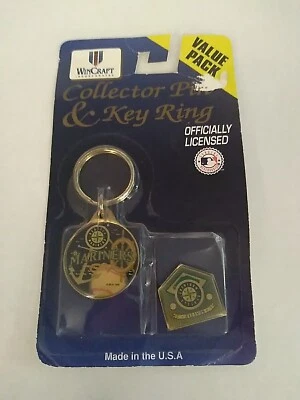 WINCRAFT
VALUE
PACK
Collector Pin
& Key Ring
OFFICIALLY
LICENSED
MARINERS
Made in the U.S.A